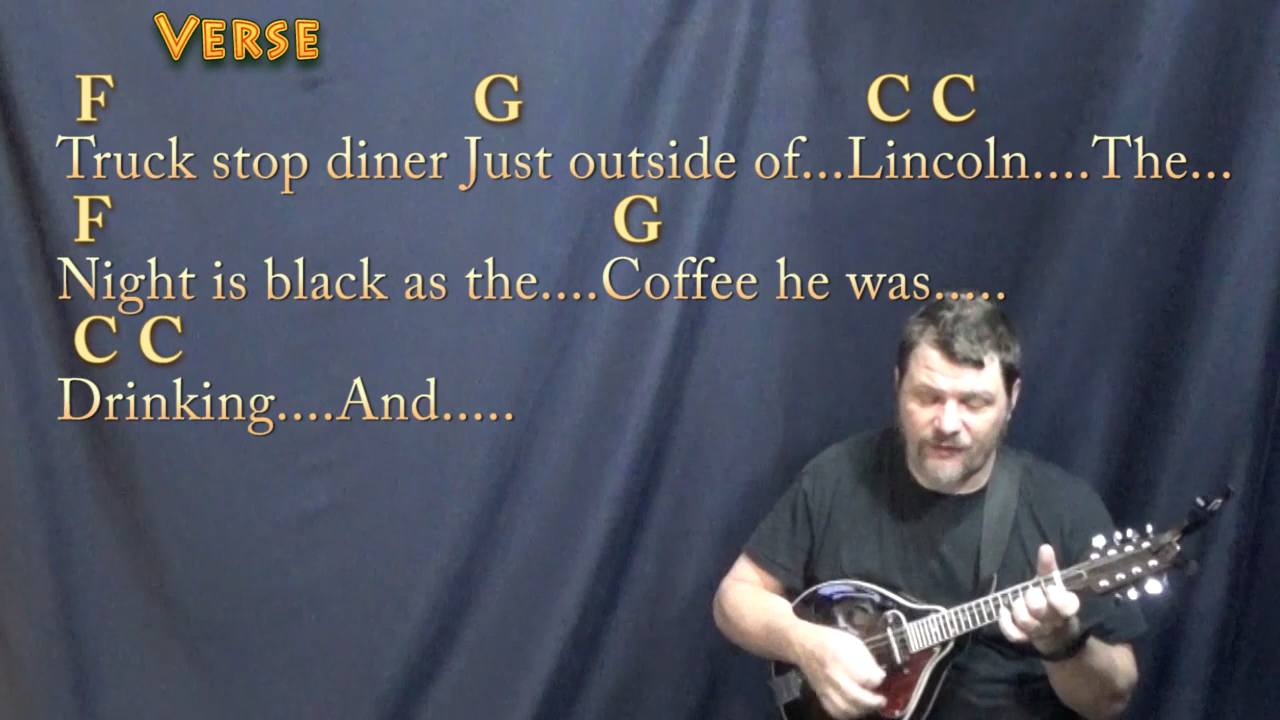 VERSE
F G C C
Truck stop diner Just outside of...Lincoln....The...
F G
Night is black as the....Coffee he was.....
C C
Drinking....And.....